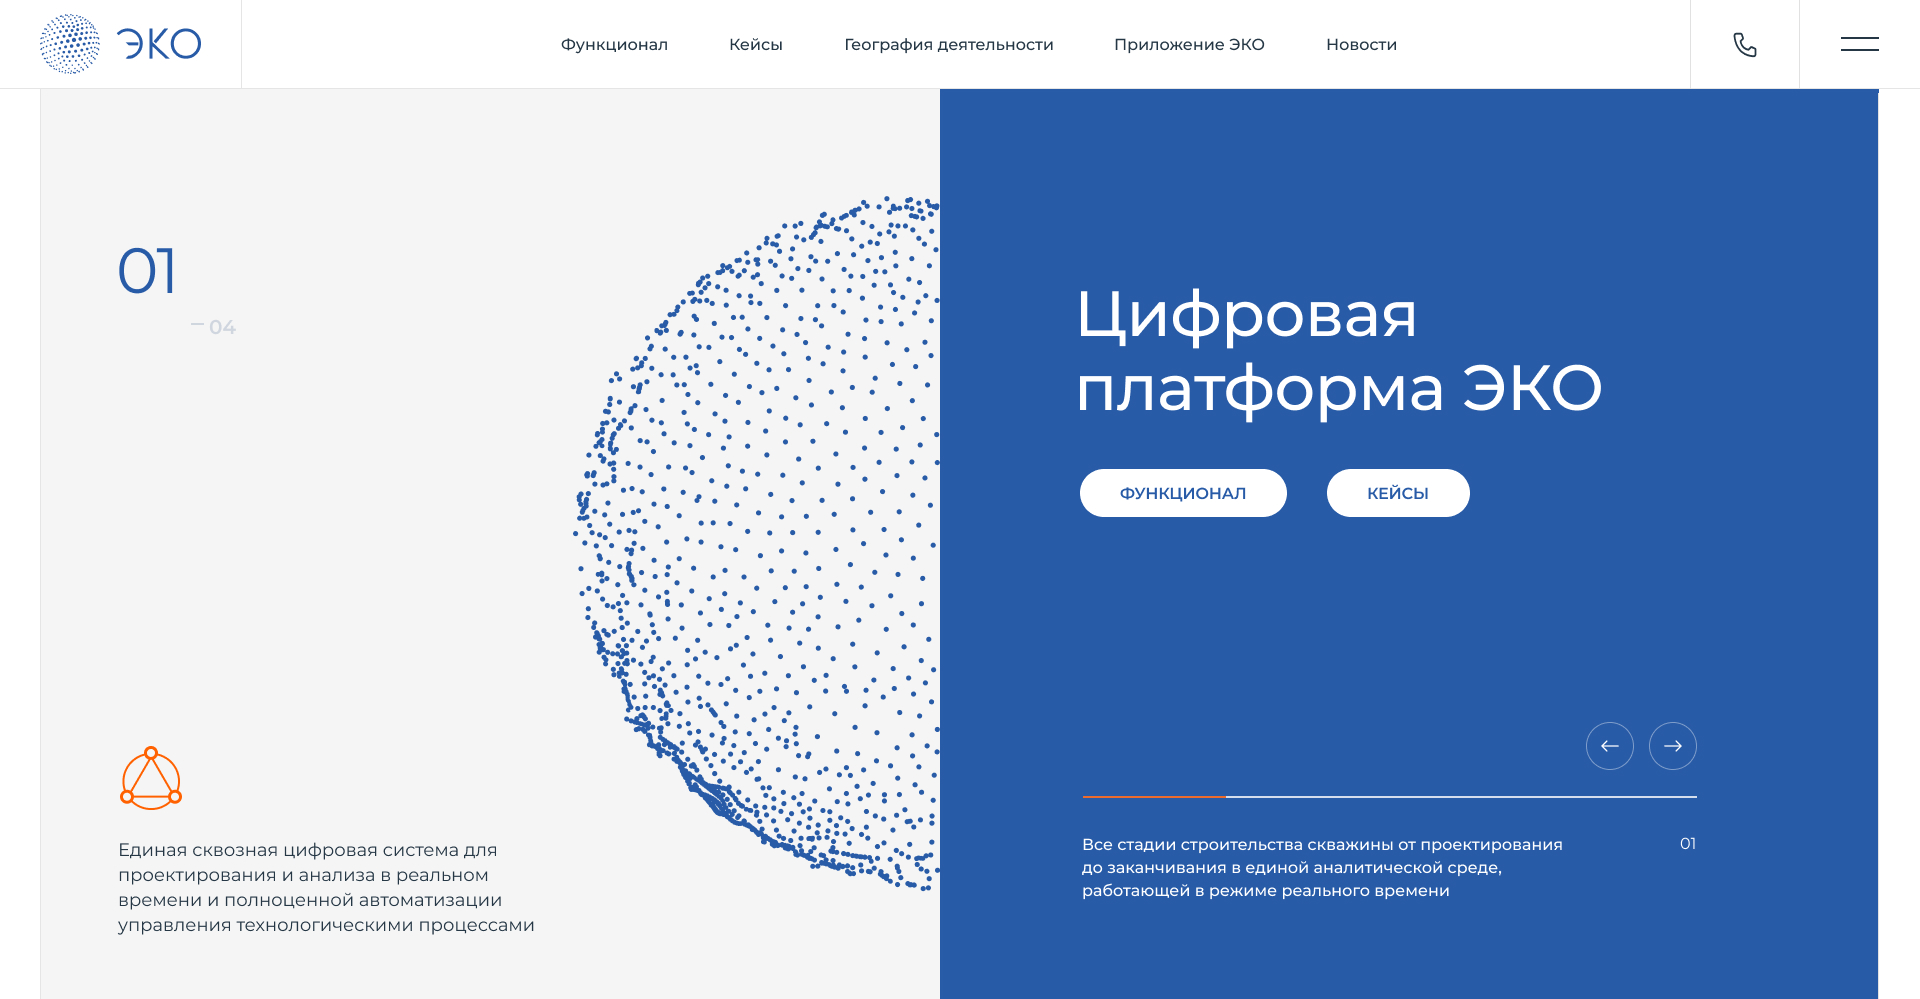 ЭКО
Функционал
Кейсы
География деятельности
Приложение ЭКО
Новости
01
– 04
Единая сквозная цифровая система для
проектирования и анализа в реальном
времени и полноценной автоматизации
управления технологическими процессами
Цифровая
платформа ЭКО
ФУНКЦИОНАЛ
КЕЙСЫ
Все стадии строительства скважины от проектирования
до заканчивания в единой аналитической среде,
работающей в режиме реального времени
01